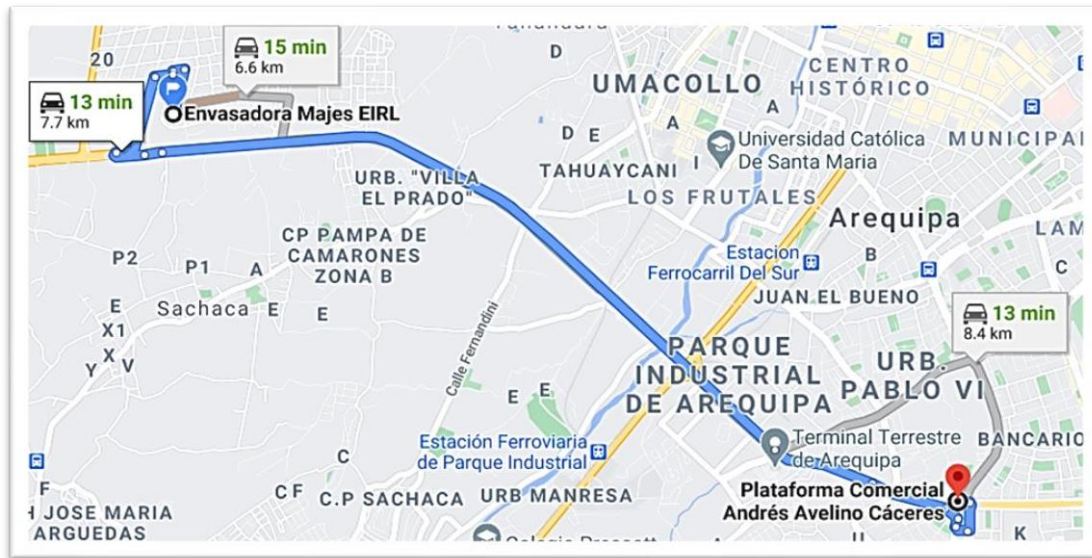 15 min
6.6 km
20
13 min
7.7 km
Envasadora Majes EIRL
D
UMACOLLO
CENTRO
HISTÓRICO
A
A
D E
Universidad Católica
De Santa Maria
MUNICIPAI
TAHUAYCANI
I
URB. "VILLA
EL PRADO"
LOS FRUTALES
Arequipa
LAM
CP PAMPA DE
CAMARONES
ZONA B
P2
P1
A
Estacion
Ferrocarril Del Sur
B
C
JUAN EL BUENO
E
Sachaca
E
E
X1
X
Y
V
13 min
8.4 km
Calle Fernandini
PARQUE
INDUSTRIAL
DE AREQUIPA
URB.
PABLO VI
E
E
Estación Ferroviaria
de Parque Industrial
Terminal Terrestre
de Arequipa
BANCARIO
C
F
C F
C.P SACHACA
URB MANRESA
Plataforma Comercial
Andrés Avelino Cáceres
H JOSE MARIA
ARGUEDAS
K